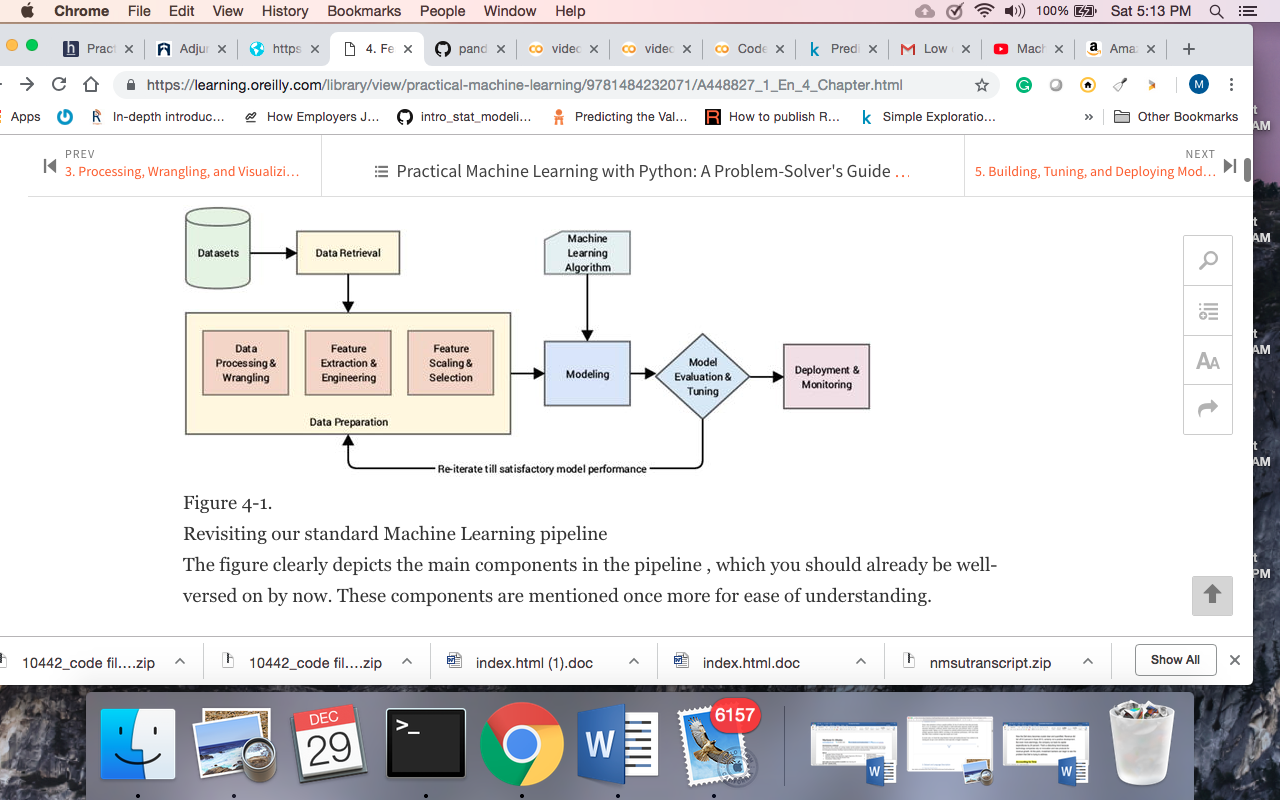 Chrome File Edit View History Bookmarks People Window Help 100% Sat 5:13 PM
h Pract Adjur https 4. Fe pand videc videc Code k Predi Low Mach a Ama:
https://learning.oreilly.com/library/view/practical-machine-learning/9781484232071/A448827_1_En_4_Chapter.html M
Apps In-depth introduc... How Employers J... intro_stat_modeli... Predicting the Val... How to publish R... k Simple Exploratio... » Other Bookmarks
PREV
3. Processing, Wrangling, and Visualizi...
Practical Machine Learning with Python: A Problem-Solver's Guide ...
NEXT
5. Building, Tuning, and Deploying Mod...
Datasets
Data Retrieval
Machine
Learning
Algorithm
Data
Processing &
Wrangling
Feature
Extraction &
Engineering
Feature
Scaling &
Selection
Data Preparation
Modeling
Model
Evaluation &
Tuning
Deployment &
Monitoring
Re-iterate till satisfactory model performance
AA
Figure 4-1.
Revisiting our standard Machine Learning pipeline
The figure clearly depicts the main components in the pipeline , which you should already be well-
versed on by now. These components are mentioned once more for ease of understanding.
10442_code fil....zip 10442_code fil....zip index.html (1).doc index.html.doc nmsutranscript.zip Show All
DEC
29
>_
W
6157
W
W
AM
AM
AM
AM
PM